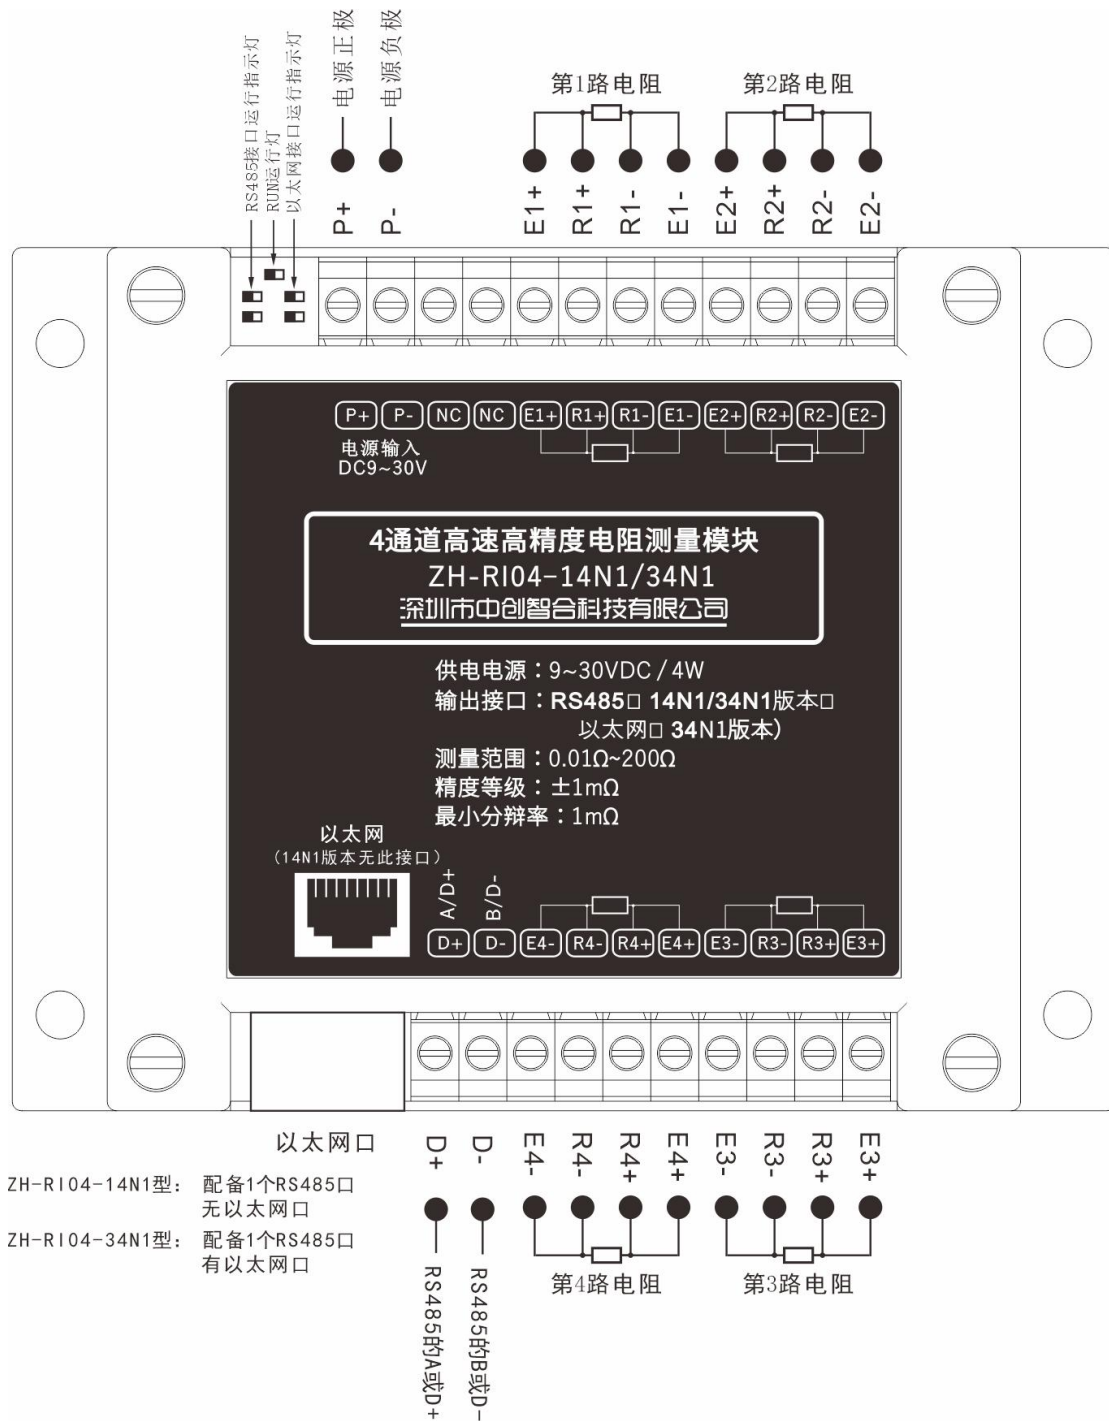 RS485接口运行指示灯
RUN运行灯
以太网接口运行指示灯
电源正极
电源负极
第1路电阻
第2路电阻
P+ P- E1+ R1+ R1- E1- E2+ R2+ R2- E2-
P+ P- NC NC E1+ R1+ R1- E1- E2+ R2+ R2- E2-
电源输入
DC9~30V
4通道高速高精度电阻测量模块
ZH-RI04-14N1/34N1
深圳市中创智合科技有限公司
供电电源：9~30VDC/4W
输出接口：RS485□ 14N1/34N1版本□
以太网□ 34N1版本)
测量范围：0.01Ω~200Ω
精度等级：±1mΩ
最小分辩率：1mΩ
以太网
（14N1版本无此接口）
A/D+
B/D-
D+ D- E4- R4- R4+ E4+ E3- R3- R3+ E3+
以太网口
D+ D- E4- R4- R4+ E4+ E3- R3- R3+ E3+
ZH-RI04-14N1型： 配备1个RS485口
无以太网口
ZH-RI04-34N1型： 配备1个RS485口
有以太网口
第4路电阻
第3路电阻
RS485的A或D+
RS485的B或D-